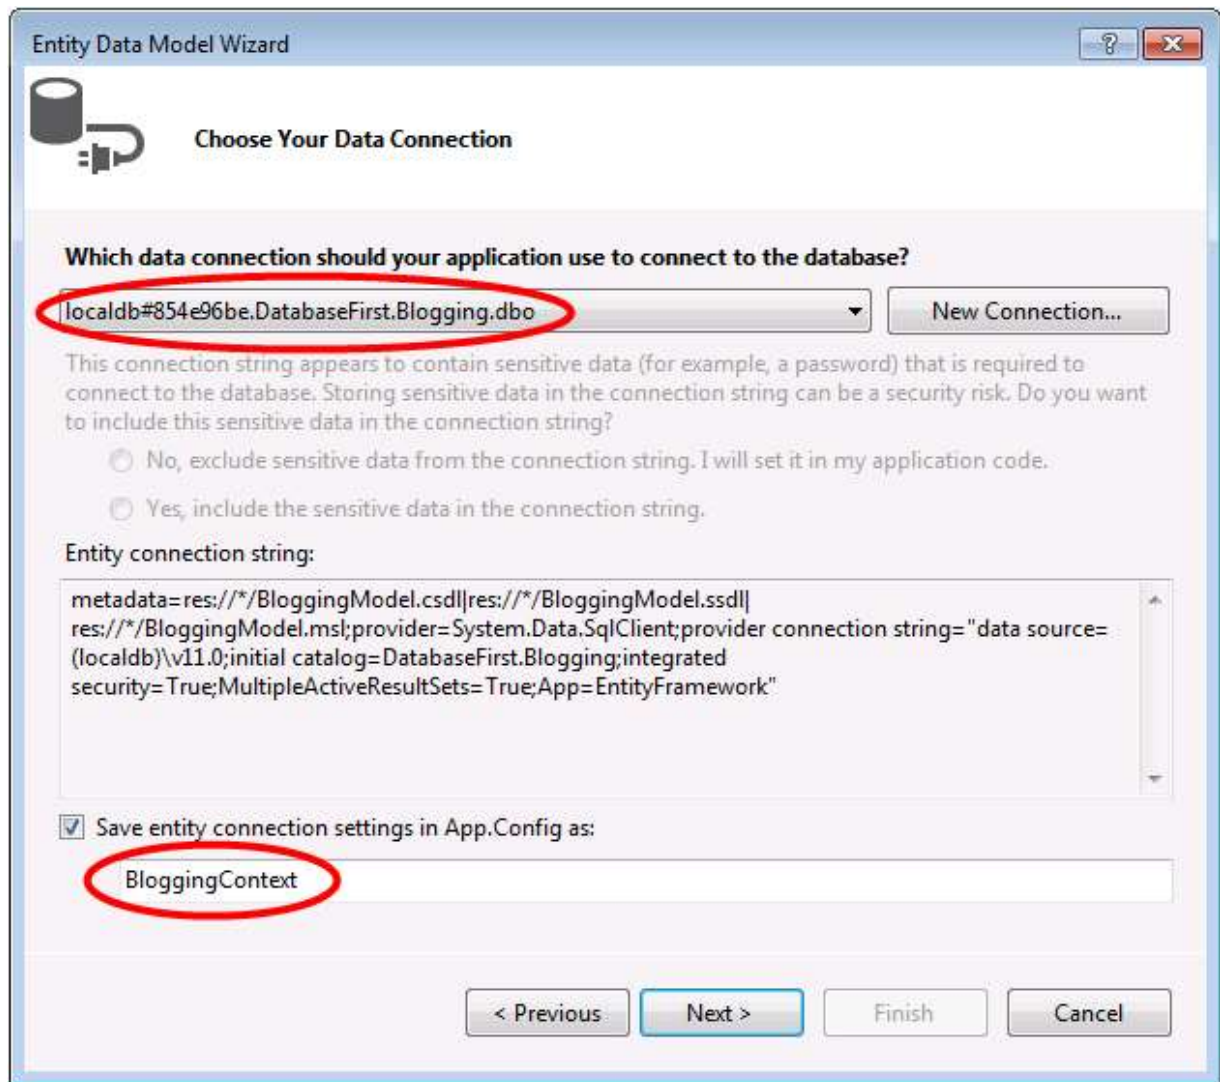 Entity Data Model Wizard
?
Choose Your Data Connection
Which data connection should your application use to connect to the database?
localdb#854e96be.DatabaseFirst.Blogging.dbo
New Connection...
This connection string appears to contain sensitive data (for example, a password) that is required to
connect to the database. Storing sensitive data in the connection string can be a security risk. Do you want
to include this sensitive data in the connection string?
No, exclude sensitive data from the connection string. I will set it in my application code.
Yes, include the sensitive data in the connection string.
Entity connection string:
metadata=res://*/BloggingModel.csdl|res://*/BloggingModel.ssdl|
res://*/BloggingModel.msl;provider=System.Data.SqlClient;provider connection string="data source=
(localdb)\v11.0;initial catalog=DatabaseFirst.Blogging;integrated
security=True;MultipleActiveResultSets=True;App=EntityFramework"
Save entity connection settings in App.Config as:
BloggingContext
< Previous
Next >
Finish
Cancel